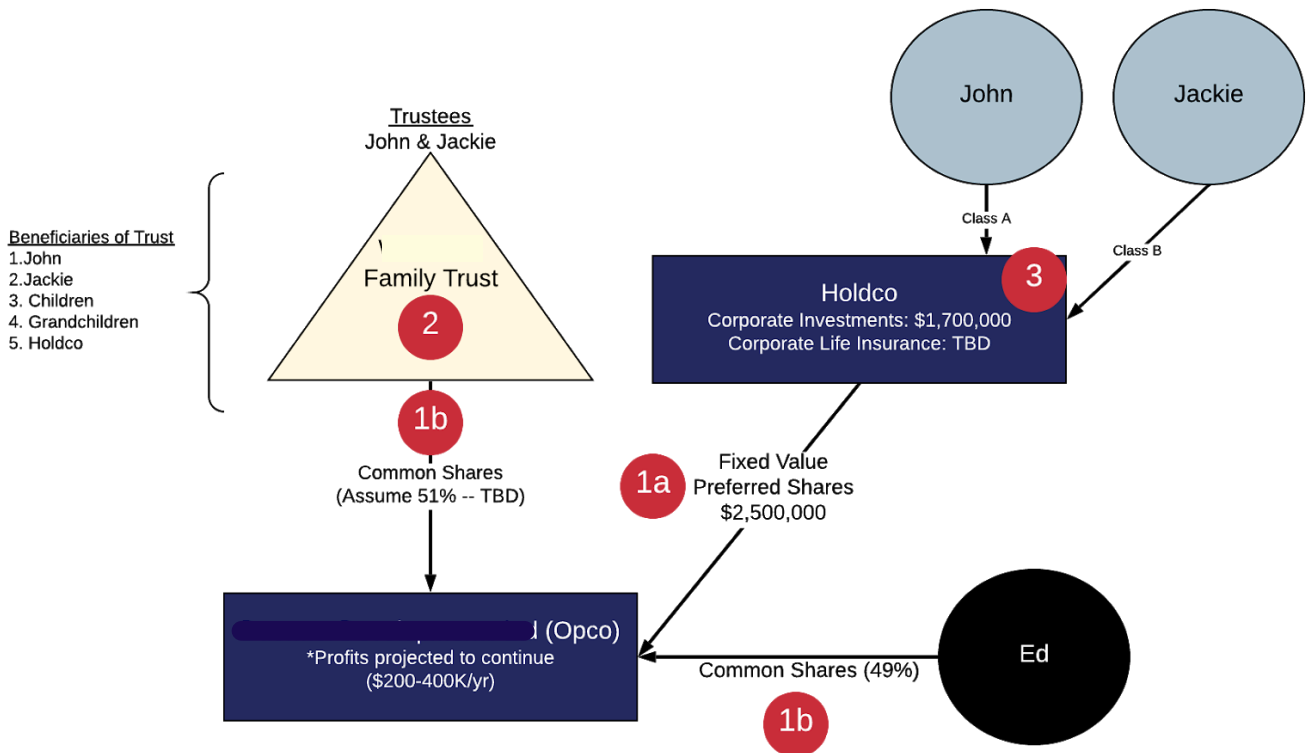 John
Jackie
Trustees
John & Jackie
Class A
Class B
Beneficiaries of Trust
1.John
2.Jackie
3. Children
4. Grandchildren
5. Holdco
Family Trust
2
3
Holdco
Corporate Investments: $1,700,000
Corporate Life Insurance: TBD
1b
Common Shares
(Assume 51% -- TBD)
1a
Fixed Value
Preferred Shares
$2,500,000
(Opco)
*Profits projected to continue
($200-400K/yr)
Common Shares (49%)
Ed
1b